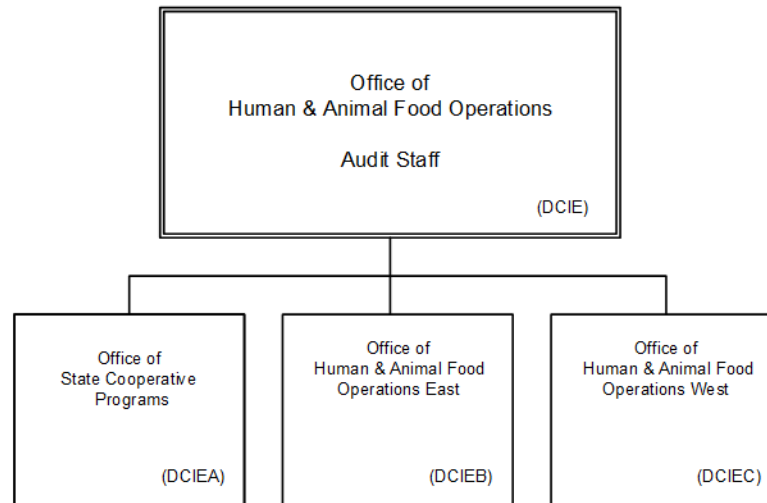 Office of
Human & Animal Food Operations
Audit Staff
(DCIE)
Office of
State Cooperative
Programs
(DCIEA)
Office of
Human & Animal Food
Operations East
(DCIEB)
Office of
Human & Animal Food
Operations West
(DCIEC)